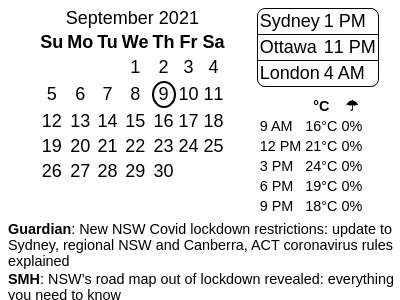 September 2021
Su Mo Tu We Th Fr Sa
1 2 3 4
5 6 7 8 9 10 11
12 13 14 15 16 17 18
19 20 21 22 23 24 25
26 27 28 29 30
Sydney 1 PM
Ottawa 11 PM
London 4 AM
°C ☂
9 AM 16°C 0%
12 PM 21°C 0%
3 PM 24°C 0%
6 PM 19°C 0%
9 PM 18°C 0%
Guardian: New NSW Covid lockdown restrictions: update to
Sydney, regional NSW and Canberra, ACT coronavirus rules
explained
SMH: NSW’s road map out of lockdown revealed: everything
you need to know